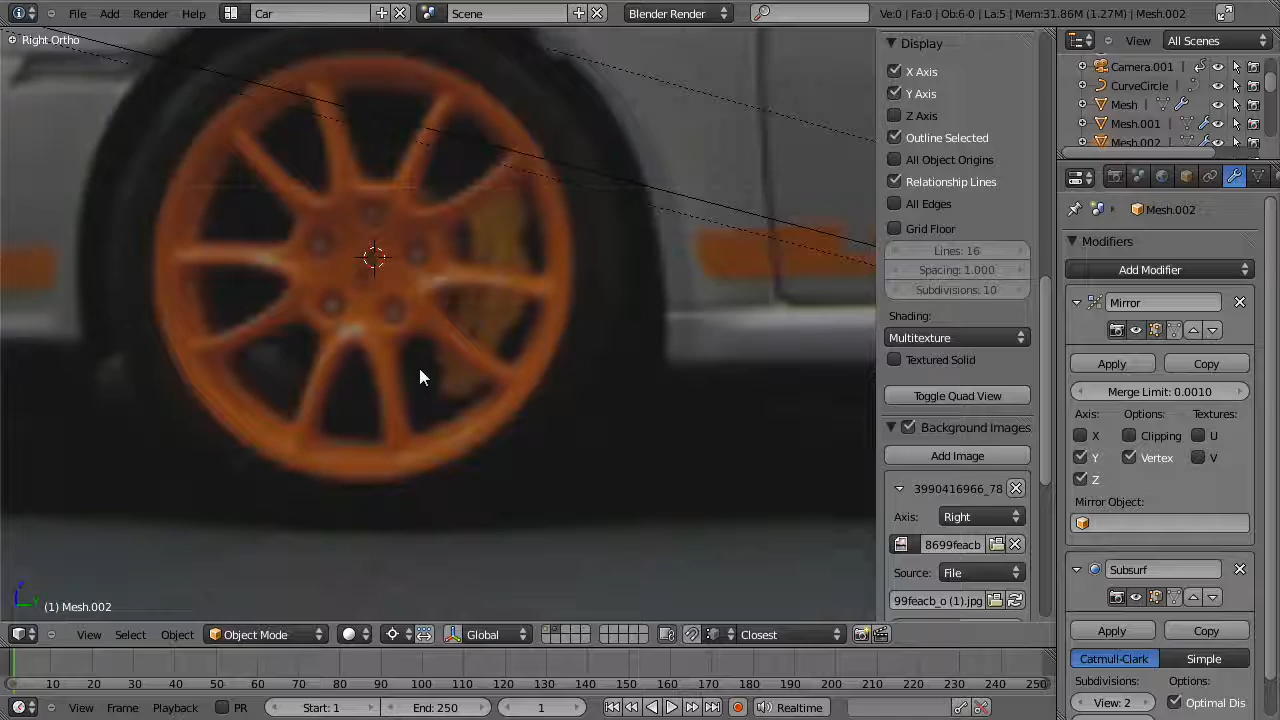 File Add Render Help Car Scene Blender Render Ve:0 | Fa:0 | Ob:6-0 | La:5 | Mem:31.86M (1.27M) | Mesh.002
Right Ortho
(1) Mesh.002
Display
X Axis
Y Axis
Z Axis
Outline Selected
All Object Origins
Relationship Lines
All Edges
Grid Floor
Lines: 16
Spacing: 1.000
Subdivisions: 10
Shading:
Multitexture
Textured Solid
Toggle Quad View
Background Images
Add Image
3990416966_78
Axis: Right
8699feacb
Source: File
99feacb_o (1).jpg
View All Scenes
Camera.001
CurveCircle
Mesh
Mesh.001
Mesh.002
Mesh.002
Modifiers
Add Modifier
Mirror
Apply Copy
Merge Limit: 0.0010
Axis: Options: Textures:
X Clipping U
Y Vertex V
Z
Mirror Object:
Subsurf
Apply Copy
Catmull-Clark Simple
Subdivisions: Options:
View: 2 Optimal Dis
View Select Object Object Mode Global Closest
10 20 30 40 50 60 70 80 90 100 110 120 130 140 150 160 170 180 190 200 210 220 230 240 250
View Frame Playback PR Start: 1 End: 250 1 Realtime